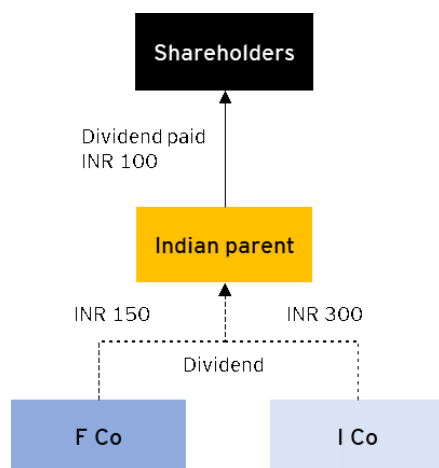 Shareholders
Dividend paid
INR 100
Indian parent
INR 150
INR 300
Dividend
F Co
I Co